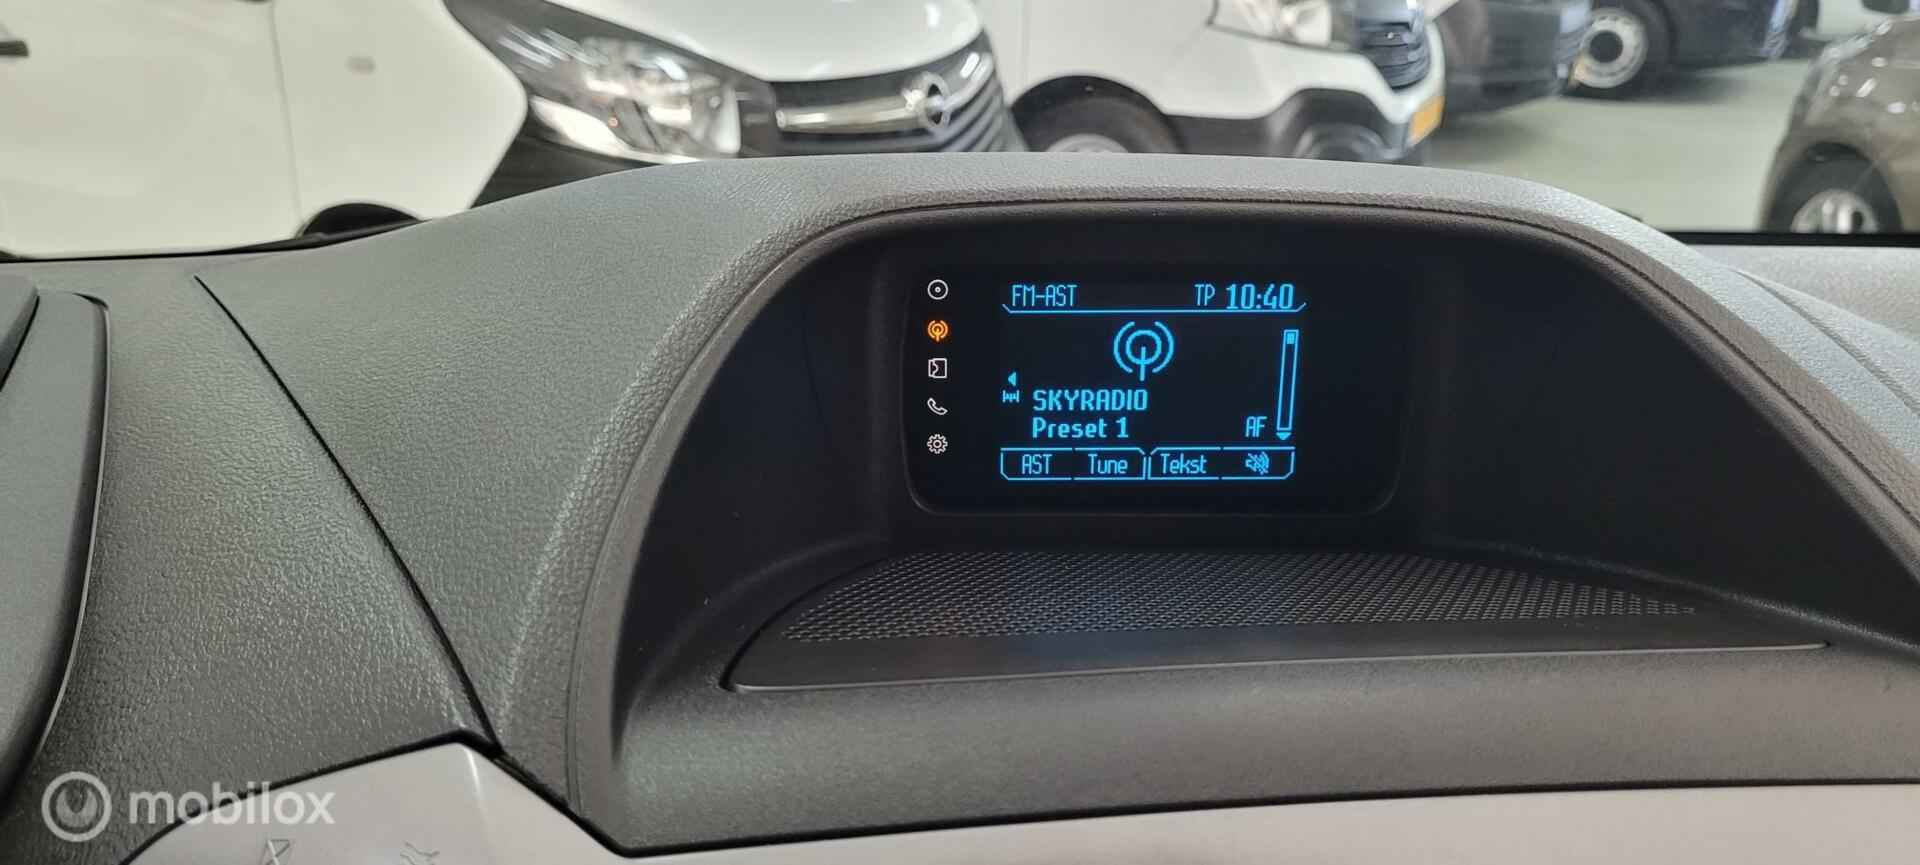 FM-AST TP 10:40
SKYRADIO
Preset 1 AF
AST Tune Tekst
mobilox